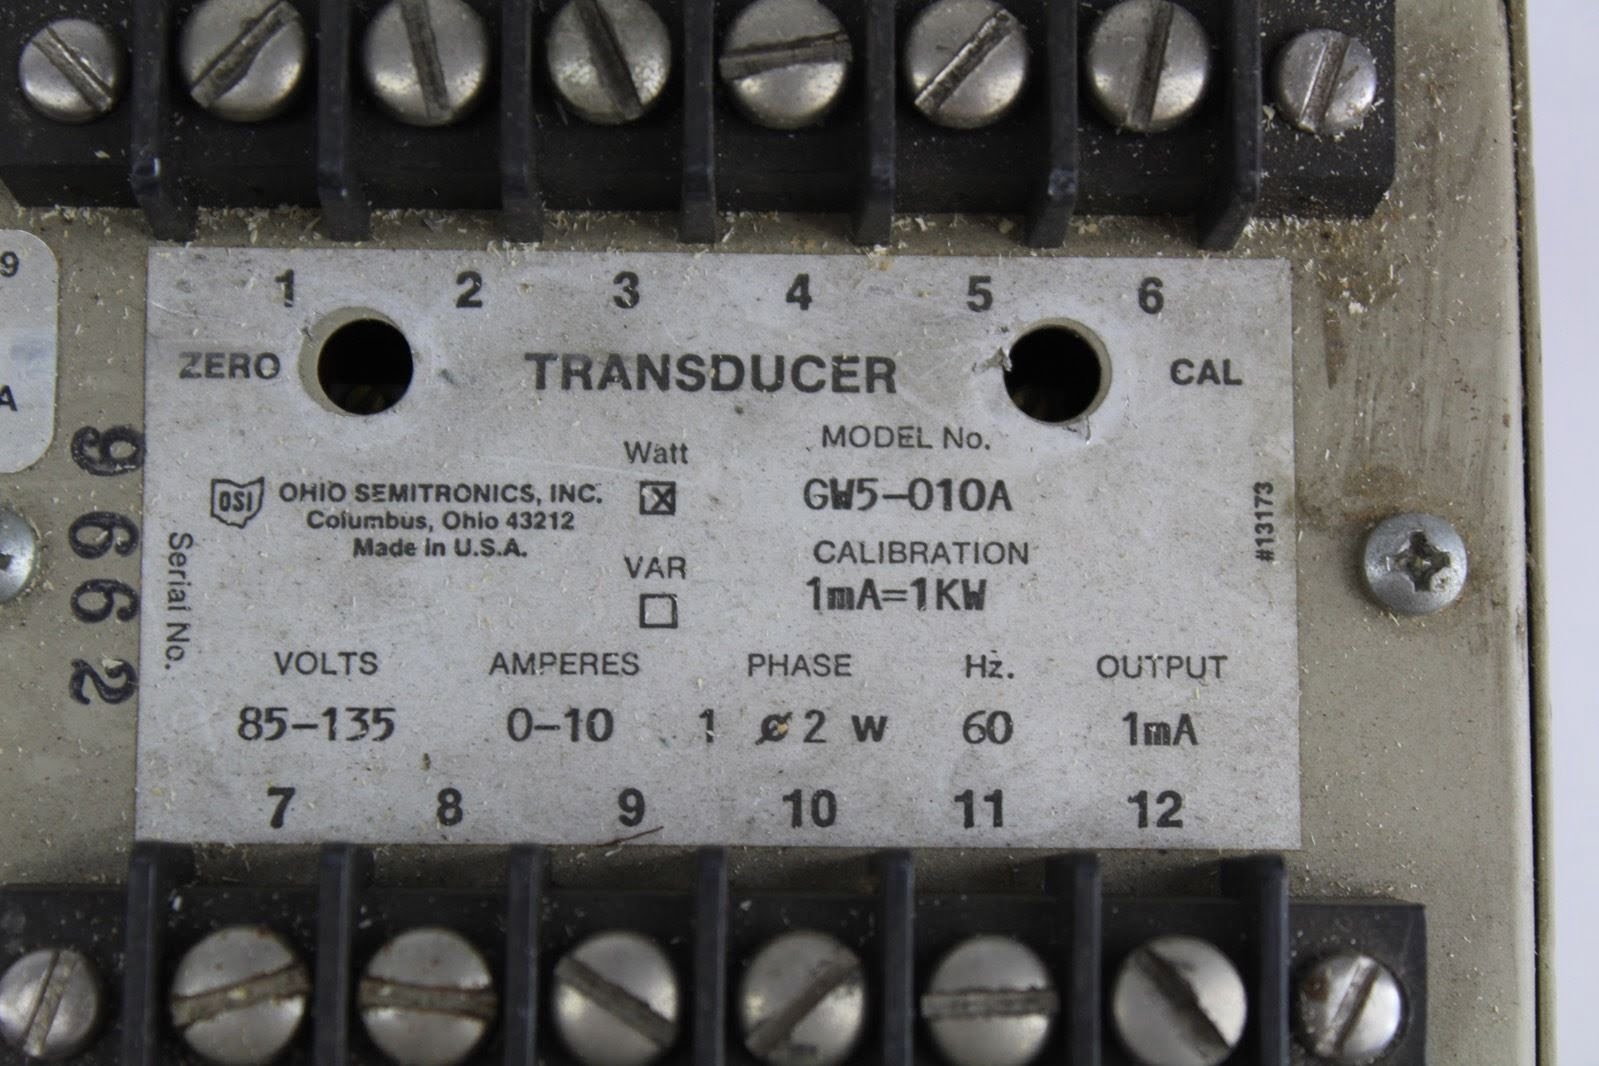 9
A
1 2 3 4 5 6
ZERO TRANSDUCER CAL
OSI OHIO SEMITRONICS, INC.
Columbus, Ohio 43212
Made in U.S.A.
Watt
VAR
MODEL No.
GW5-010A
CALIBRATION
1mA=1KW
#13173
Serial No.
9662
VOLTS AMPERES PHASE Hz. OUTPUT
85-135 0-10 1 ø 2 W 60 1mA
7 8 9 10 11 12